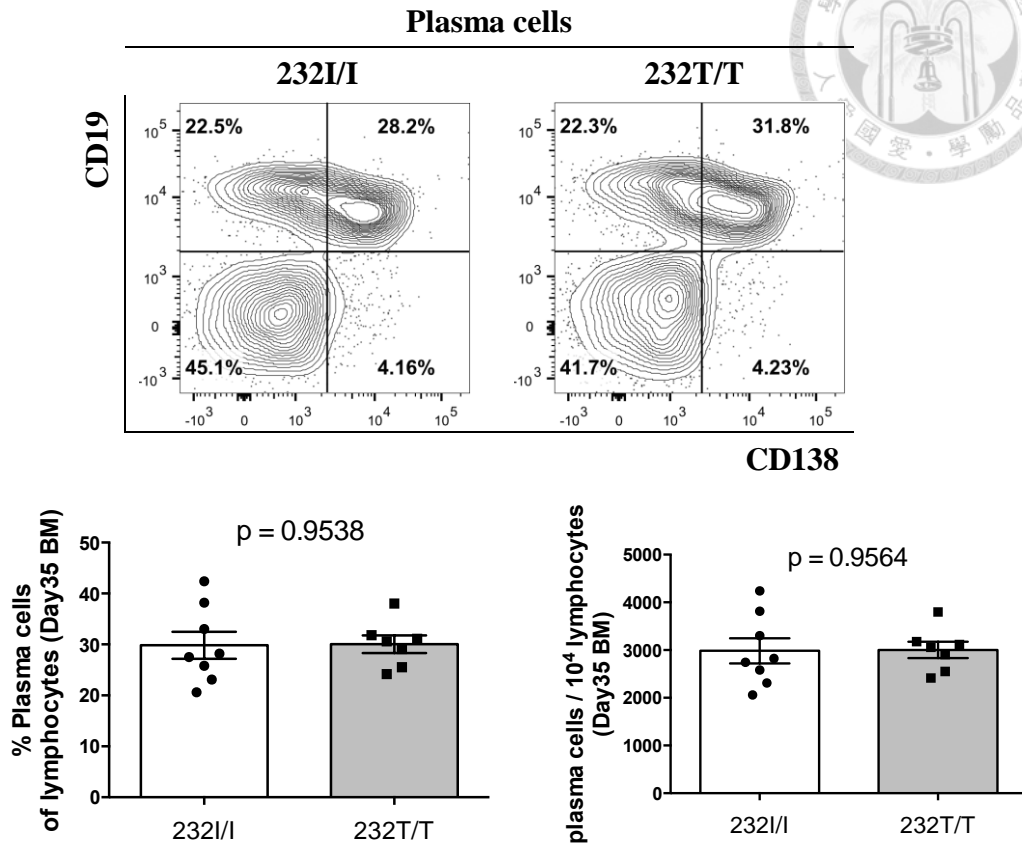 Plasma cells
232I/I
232T/T
CD19
10^5
10^4
10^3
0
-10^3
22.5%
28.2%
45.1%
4.16%
-10^3
0
10^3
10^4
10^5
10^5
10^4
10^3
0
-10^3
22.3%
31.8%
41.7%
4.23%
-10^3
0
10^3
10^4
10^5
CD138
% Plasma cells
of lymphocytes (Day35 BM)
p = 0.9538
50
40
30
20
10
0
232I/I
232T/T
plasma cells / 10^4 lymphocytes
(Day35 BM)
p = 0.9564
5000
4000
3000
2000
1000
0
232I/I
232T/T
國愛·學勵